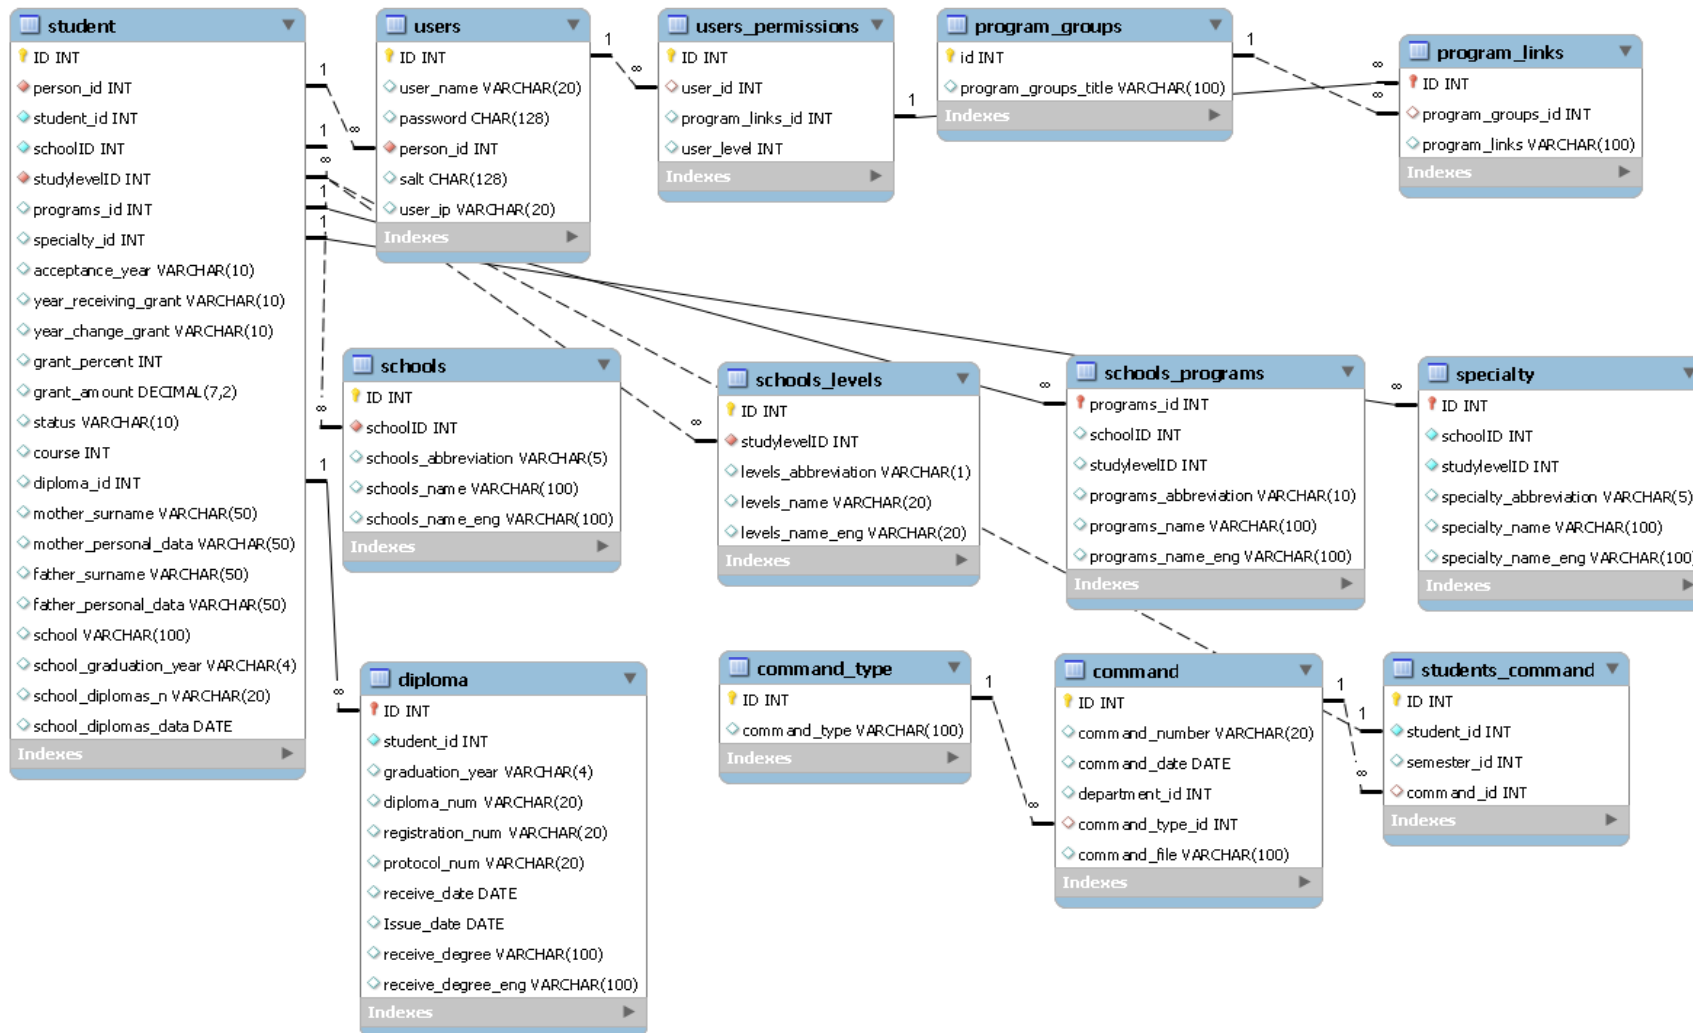 student
ID INT
person_id INT
student_id INT
schoolID INT
studylevelID INT
programs_id INT
specialty_id INT
acceptance_year VARCHAR(10)
year_receiving_grant VARCHAR(10)
year_change_grant VARCHAR(10)
grant_percent INT
grant_amount DECIMAL(7,2)
status VARCHAR(10)
course INT
diploma_id INT
mother_surname VARCHAR(50)
mother_personal_data VARCHAR(50)
father_surname VARCHAR(50)
father_personal_data VARCHAR(50)
school VARCHAR(100)
school_graduation_year VARCHAR(4)
school_diplomas_n VARCHAR(20)
school_diplomas_data DATE
Indexes
1
1
∞
1
1
1
1
∞
users
ID INT
user_name VARCHAR(20)
password CHAR(128)
person_id INT
salt CHAR(128)
user_ip VARCHAR(20)
Indexes
1
∞
users_permissions
ID INT
user_id INT
program_links_id INT
user_level INT
Indexes
1
program_groups
id INT
program_groups_title VARCHAR(100)
Indexes
1
∞
∞
program_links
ID INT
program_groups_id INT
program_links VARCHAR(100)
Indexes
∞
schools
ID INT
schoolID INT
schools_abbreviation VARCHAR(5)
schools_name VARCHAR(100)
schools_name_eng VARCHAR(100)
Indexes
∞
schools_levels
ID INT
studylevelID INT
levels_abbreviation VARCHAR(1)
levels_name VARCHAR(20)
levels_name_eng VARCHAR(20)
Indexes
∞
schools_programs
programs_id INT
schoolID INT
studylevelID INT
programs_abbreviation VARCHAR(10)
programs_name VARCHAR(100)
programs_name_eng VARCHAR(100)
Indexes
∞
specialty
ID INT
schoolID INT
studylevelID INT
specialty_abbreviation VARCHAR(5)
specialty_name VARCHAR(100)
specialty_name_eng VARCHAR(100)
Indexes
∞
diploma
ID INT
student_id INT
graduation_year VARCHAR(4)
diploma_num VARCHAR(20)
registration_num VARCHAR(20)
protocol_num VARCHAR(20)
receive_date DATE
Issue_date DATE
receive_degree VARCHAR(100)
receive_degree_eng VARCHAR(100)
Indexes
command_type
ID INT
command_type VARCHAR(100)
Indexes
1
∞
command
ID INT
command_number VARCHAR(20)
command_date DATE
department_id INT
command_type_id INT
command_file VARCHAR(100)
Indexes
1
1
∞
students_command
ID INT
student_id INT
semester_id INT
command_id INT
Indexes